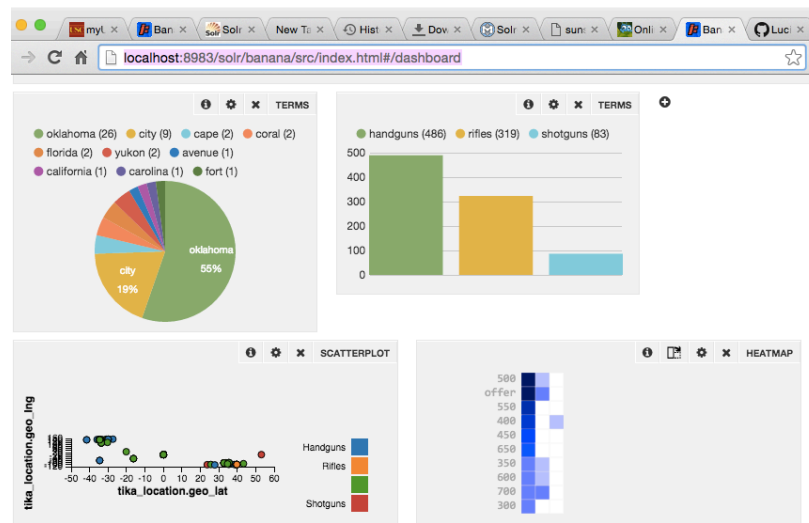 myU
Ban
Solr
New Ta
Hist
Dow
Solr
sun
Onli
Ban
Luci
localhost:8983/solr/banana/src/index.html#/dashboard
TERMS
oklahoma (26) city (9) cape (2) coral (2)
florida (2) yukon (2) avenue (1)
california (1) carolina (1) fort (1)
oklahoma
55%
city
19%
TERMS
handguns (486) rifles (319) shotguns (83)
500
400
300
200
100
0
SCATTERPLOT
tika_location.geo_lng
-50 -40 -30 -20 -10 0 10 20 30 40 50 60
tika_location.geo_lat
Handguns
Rifles
Shotguns
HEATMAP
500
offer
550
400
450
650
350
600
700
300